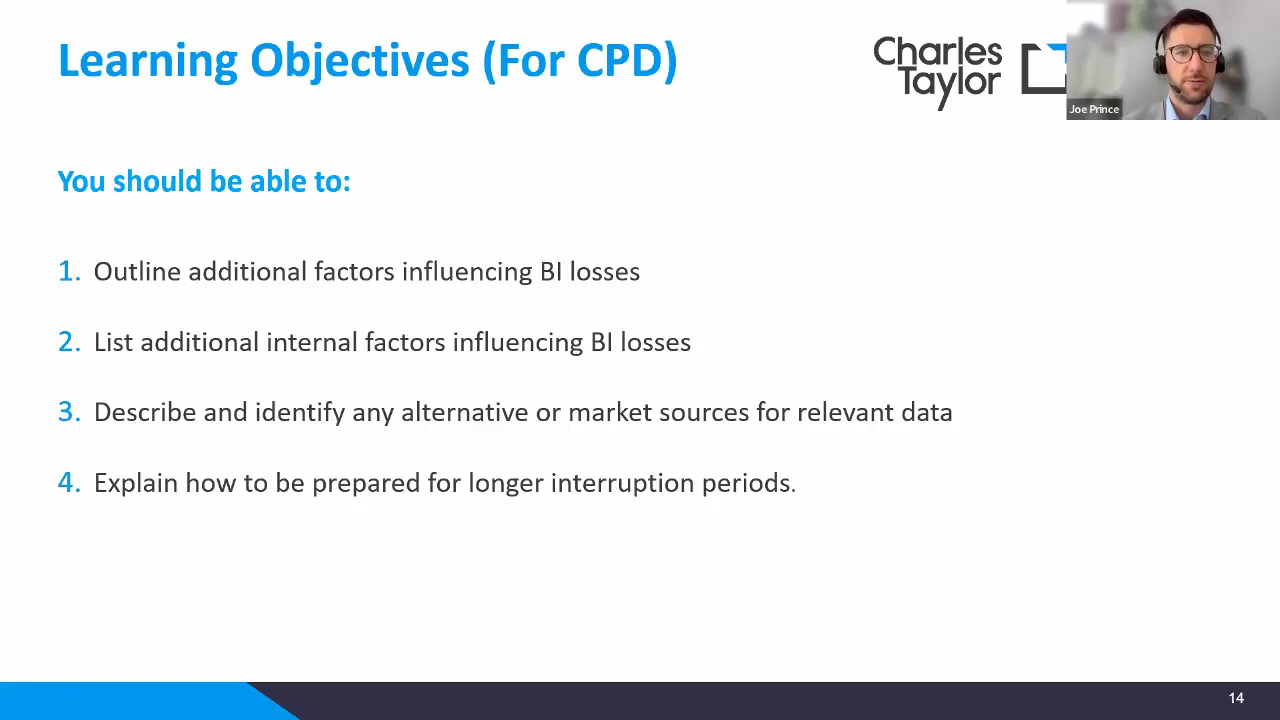 Learning Objectives (For CPD)
Charles
Taylor
Joe Prince
You should be able to:
1. Outline additional factors influencing BI losses
2. List additional internal factors influencing BI losses
3. Describe and identify any alternative or market sources for relevant data
4. Explain how to be prepared for longer interruption periods.
14